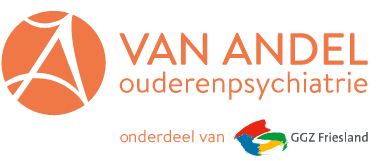 VAN ANDEL
ouderenpsychiatrie
onderdeel van GGZ Friesland